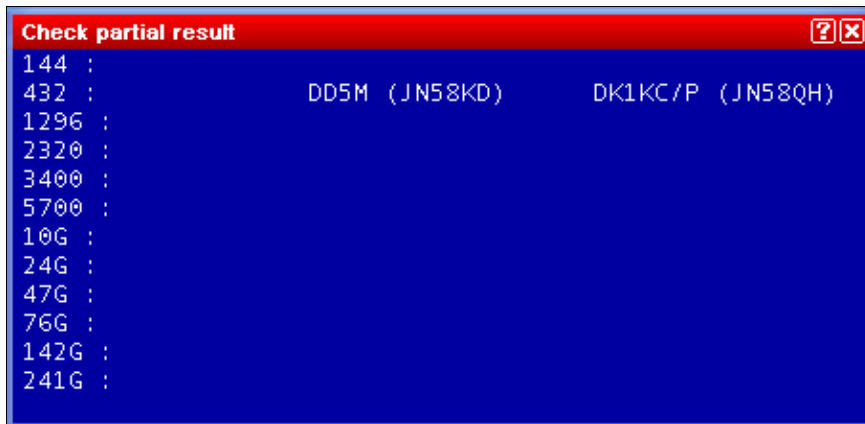 Check partial result
144 :
432 : DD5M (JN58KD) DK1KC/P (JN58QH)
1296 :
2320 :
3400 :
5700 :
10G :
24G :
47G :
76G :
142G :
241G :